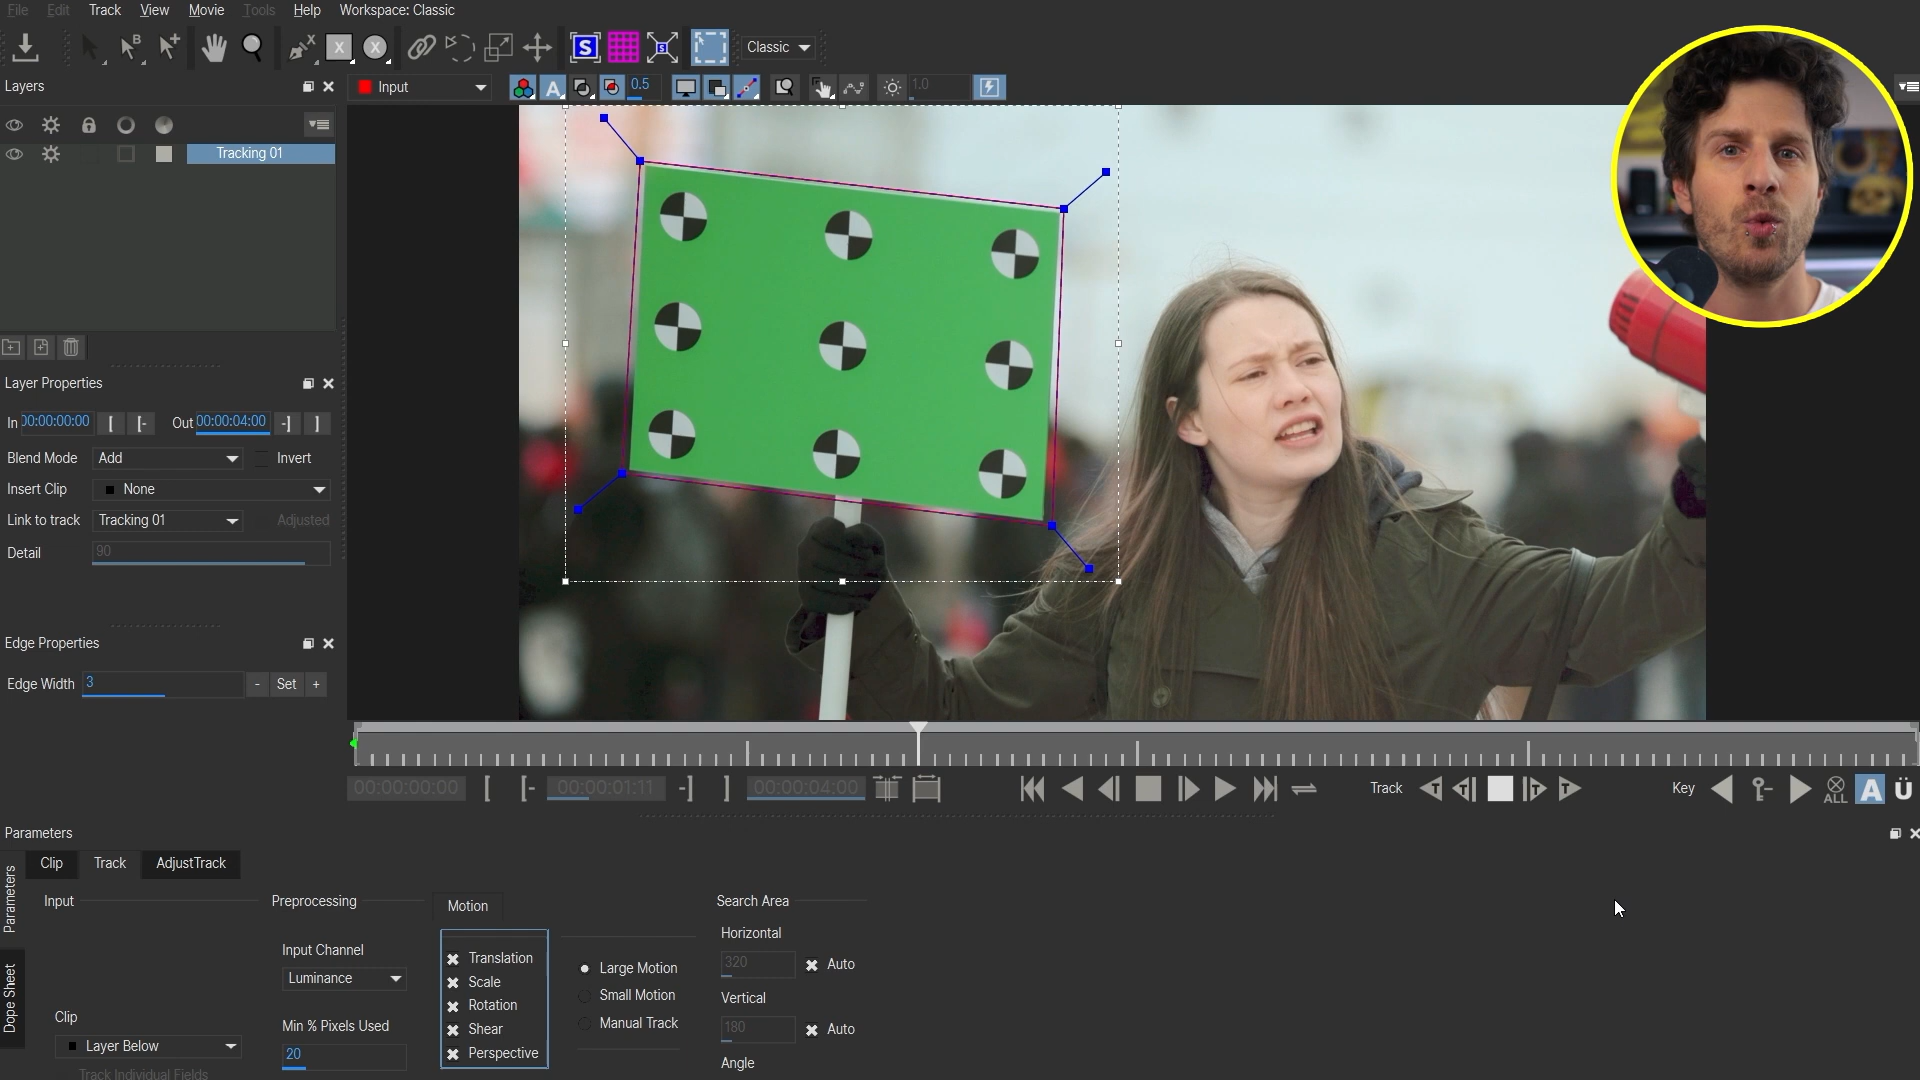 File Edit Track View Movie Tools Help Workspace: Classic
B X X X S S Classic
Layers
Input A 0.5 1.0
Tracking 01
Layer Properties
In 00:00:00:00 [ [- Out 00:00:04:00 -] ]
Blend Mode Add Invert
Insert Clip None
Link to track Tracking 01 Adjusted
Detail 90
Edge Properties
Edge Width 3 - Set +
00:00:00:00 [ [- 00:00:01:11 -] ] 00:00:04:00 Track T T T T Key ALL A Ü
Parameters
Clip Track AdjustTrack
Parameters
Dope Sheet
Input
Clip
Layer Below
Track Individual Fields
Preprocessing
Input Channel
Luminance
Min % Pixels Used
20
Motion
Translation
Scale
Rotation
Shear
Perspective
Large Motion
Small Motion
Manual Track
Search Area
Horizontal
320 Auto
Vertical
180 Auto
Angle